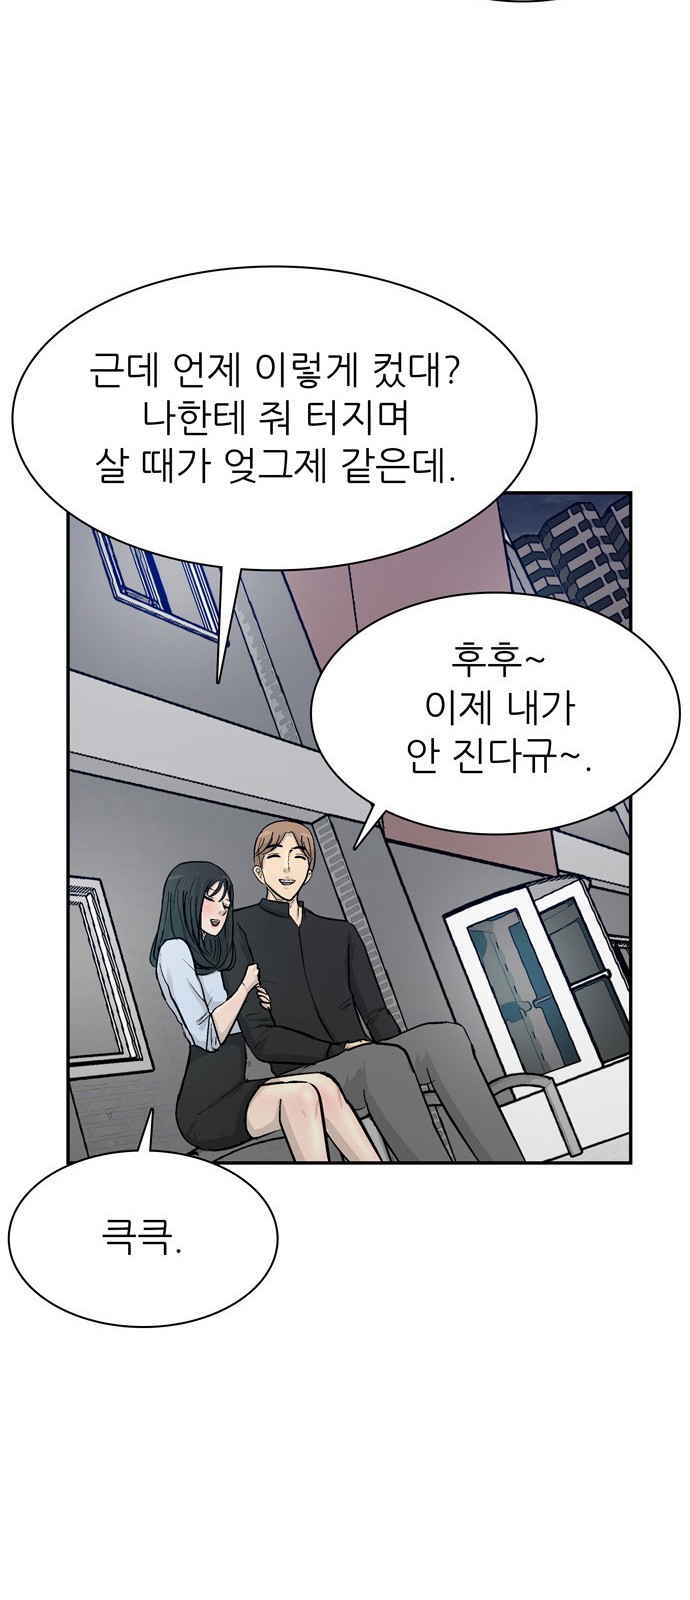 근데 언제 이렇게 컸대?
나한테 줘 터지며
살 때가 엊그제 같은데.
후후~
이제 내가
안 진다규~.
큭큭.